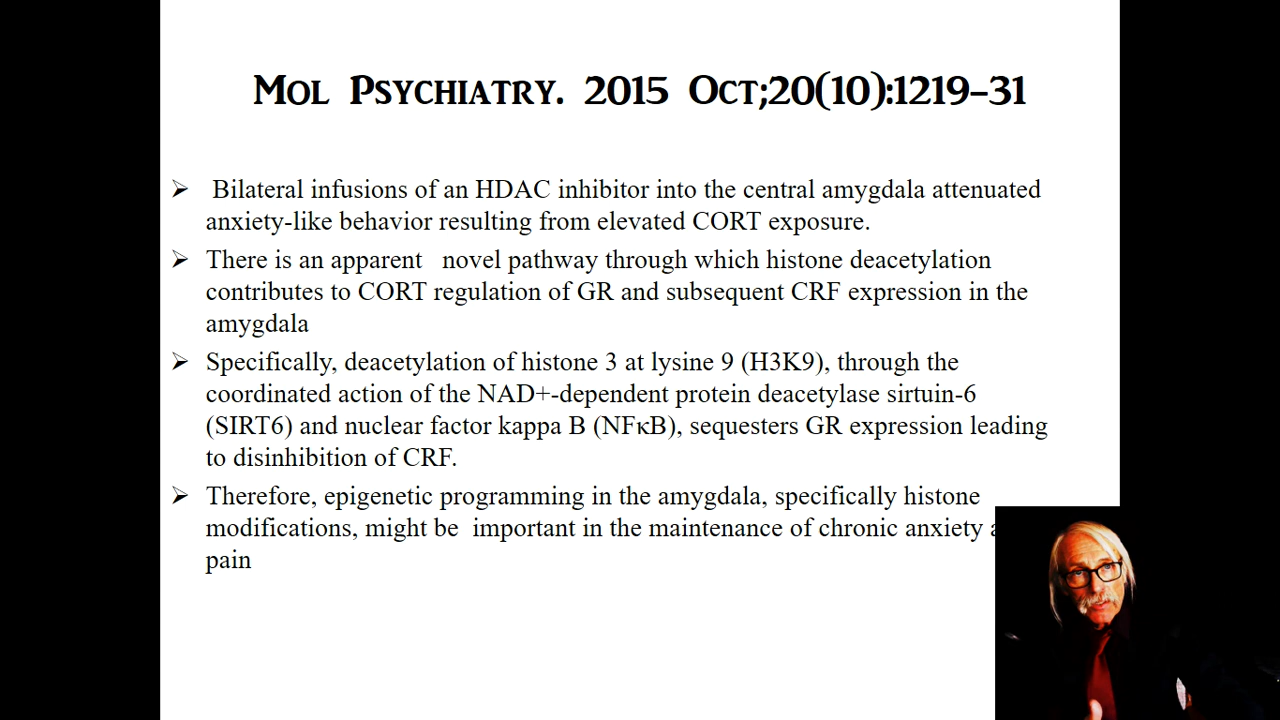 Mol Psychiatry. 2015 Oct;20(10):1219-31
➢ Bilateral infusions of an HDAC inhibitor into the central amygdala attenuated
anxiety-like behavior resulting from elevated CORT exposure.
➢ There is an apparent novel pathway through which histone deacetylation
contributes to CORT regulation of GR and subsequent CRF expression in the
amygdala
➢ Specifically, deacetylation of histone 3 at lysine 9 (H3K9), through the
coordinated action of the NAD+-dependent protein deacetylase sirtuin-6
(SIRT6) and nuclear factor kappa B (NFκB), sequesters GR expression leading
to disinhibition of CRF.
➢ Therefore, epigenetic programming in the amygdala, specifically histone
modifications, might be important in the maintenance of chronic anxiety
pain